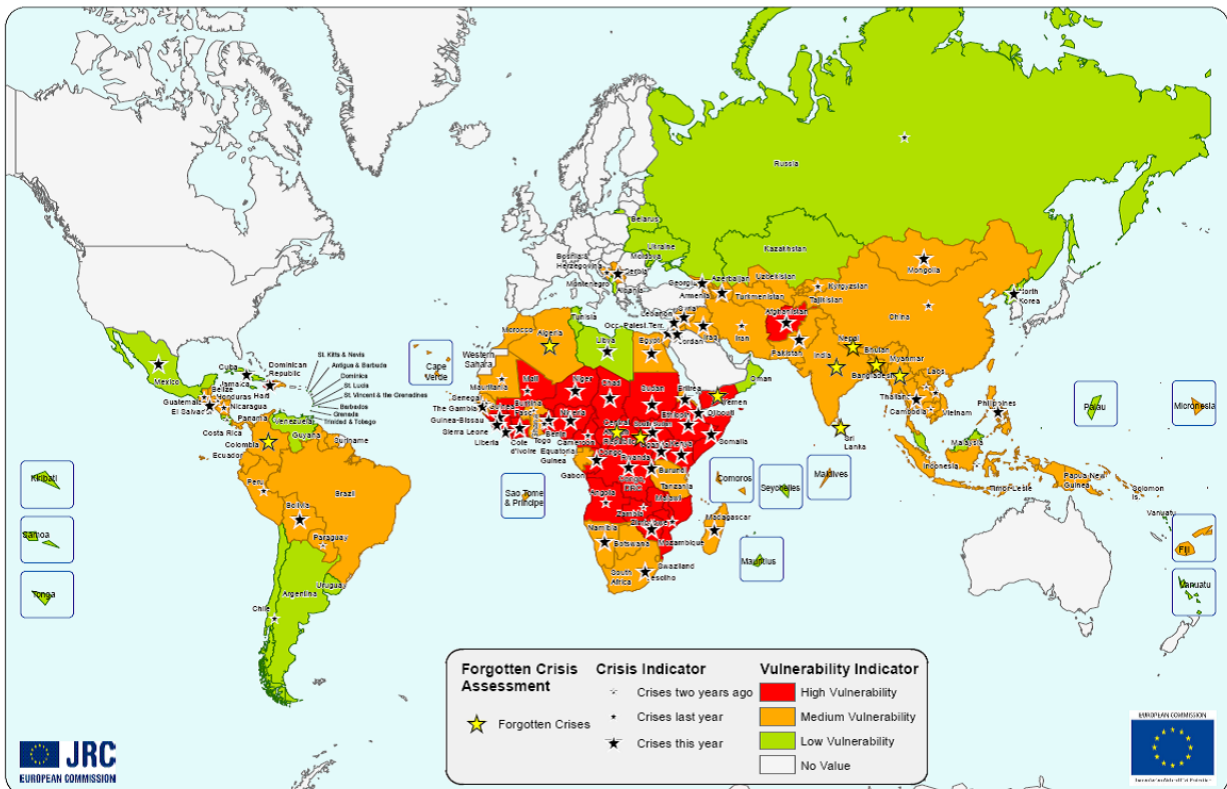 Russia
Belarus
Ukraine
Moldova
Kazakhstan
Bosnia &
Herzegovina
Serbia
Montenegro
Albania
Azerbaijan
Uzbekistan
Armenia
Turkmenistan
Kyrgyzstan
Tajikistan
Mongolia
North
Korea
China
Tunisia
Lebanon
Syria
Occ. Palest. Terr.
Jordan
Iraq
Iran
Afghanistan
Pakistan
India
Nepal
Bhutan
Bangladesh
Myanmar
Laos
Thailand
Cambodia
Vietnam
Philippines
Morocco
Algeria
Libya
Egypt
Western
Sahara
Oman
Yemen
Mexico
Cuba
Jamaica
Dominican
Republic
Haiti
St. Kitts & Nevis
Antigua & Barbuda
Dominica
St. Lucia
St. Vincent & the Grenadines
Barbados
Grenada
Trinidad & Tobago
Belize
Honduras
Guatemala
El Salvador
Nicaragua
Costa Rica
Panama
Venezuela
Guyana
Suriname
Colombia
Ecuador
Peru
Brazil
Bolivia
Paraguay
Uruguay
Argentina
Chile
Cape
Verde
Mauritania
Mali
Niger
Chad
Sudan
Eritrea
Senegal
The Gambia
Guinea-Bissau
Sierra Leone
Liberia
Cote
d'Ivoire
Togo
Benin
Nigeria
Cameroon
Central
Ethiopia
Djibouti
Somalia
Kenya
Equatorial
Guinea
Gabon
Congo
Rwanda
Burundi
Tanzania
Angola
Zambia
Malawi
Mozambique
Namibia
Botswana
South
Africa
Swaziland
Lesotho
Madagascar
Sao Tome
& Principe
Comoros
Seychelles
Maldives
Mauritius
Sri
Lanka
Malaysia
Indonesia
Timor-Leste
Papua New
Guinea
Solomon
Is.
Vanuatu
Palau
Micronesia
Fiji
Vanuatu
Kiribati
Samoa
Tonga
Forgotten Crisis
Assessment
Forgotten Crises
Crisis Indicator
Crises two years ago
Crises last year
Crises this year
Vulnerability Indicator
High Vulnerability
Medium Vulnerability
Low Vulnerability
No Value
JRC
EUROPEAN COMMISSION
EUROPEAN COMMISSION